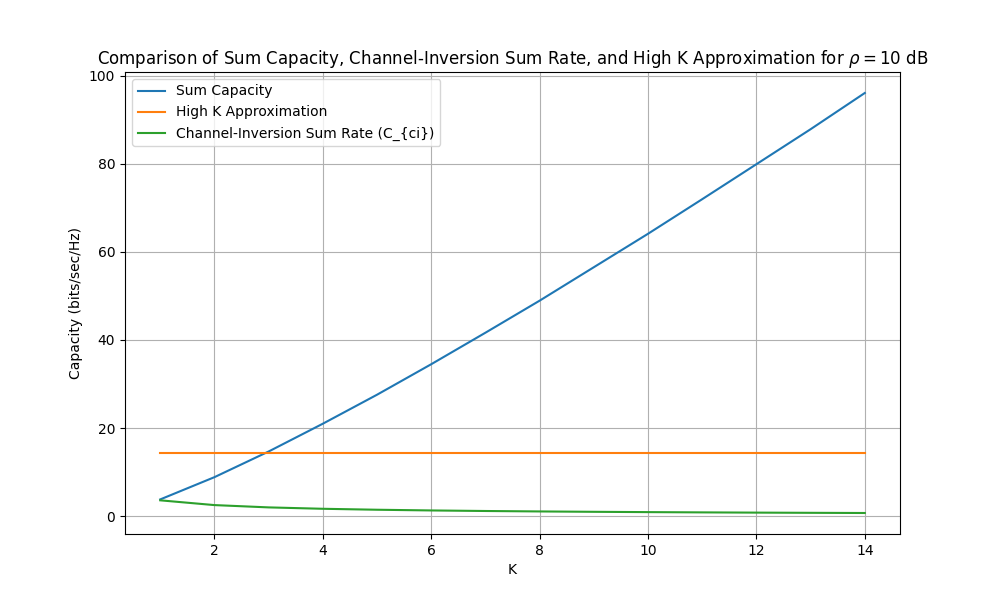 Comparison of Sum Capacity, Channel-Inversion Sum Rate, and High K Approximation for ρ = 10 dB
Sum Capacity
High K Approximation
Channel-Inversion Sum Rate (C_{ci})
Capacity (bits/sec/Hz)
100
80
60
40
20
0
2 4 6 8 10 12 14
K